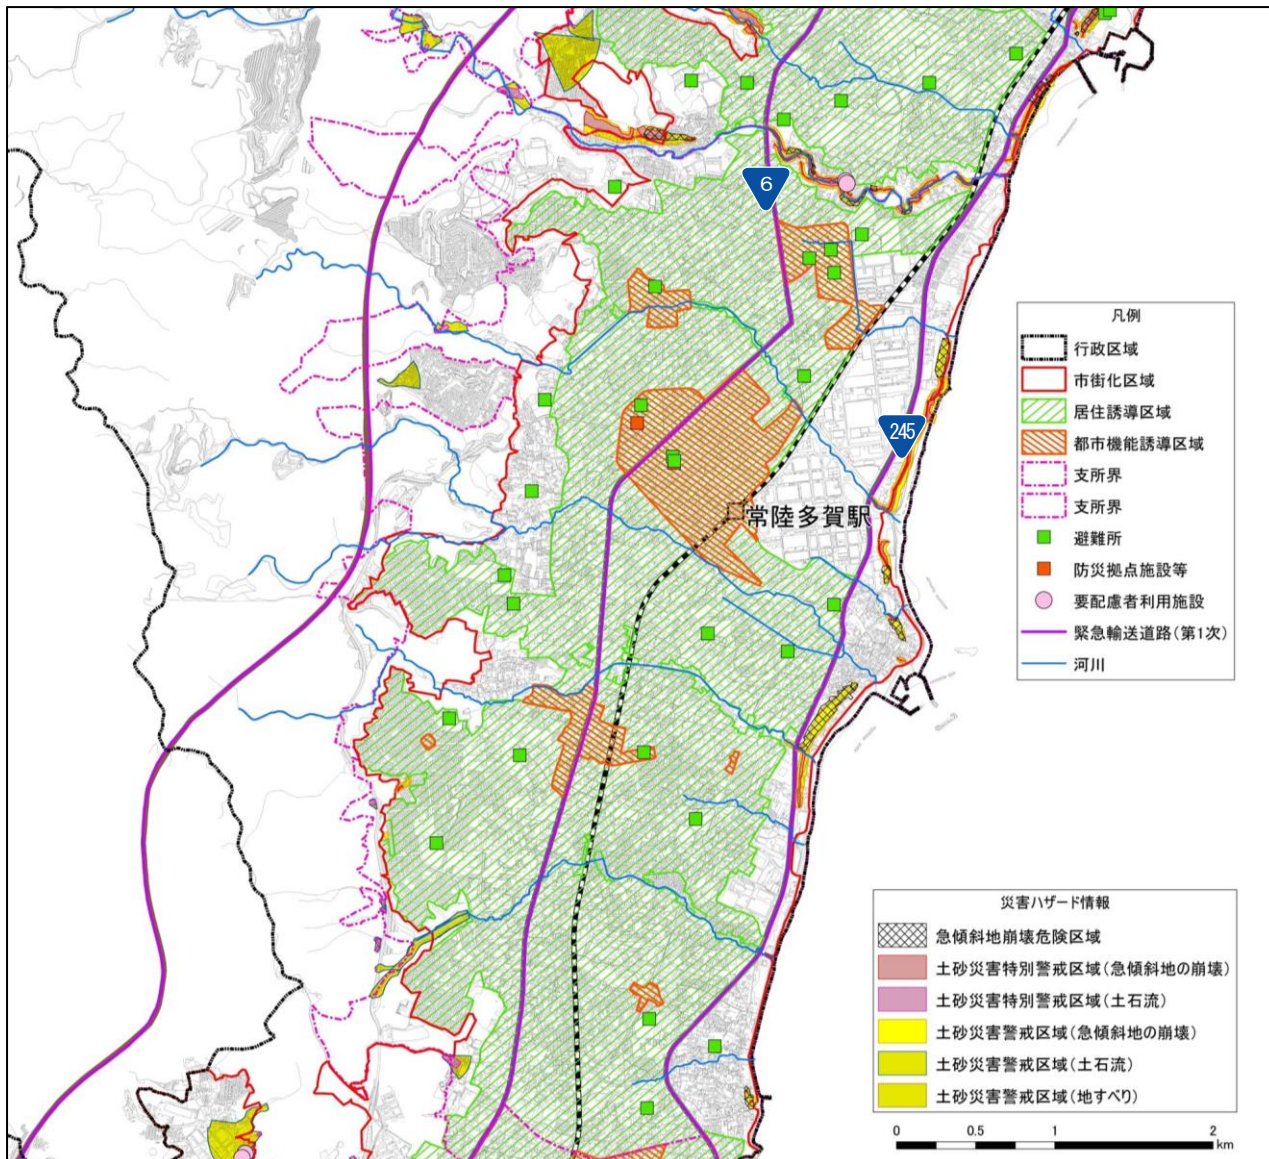 6
245
常陸多賀駅
凡例
行政区域
市街化区域
居住誘導区域
都市機能誘導区域
支所界
支所界
避難所
防災拠点施設等
要配慮者利用施設
緊急輸送道路(第1次)
河川
災害ハザード情報
急傾斜地崩壊危険区域
土砂災害特別警戒区域(急傾斜地の崩壊)
土砂災害特別警戒区域(土石流)
土砂災害警戒区域(急傾斜地の崩壊)
土砂災害警戒区域(土石流)
土砂災害警戒区域(地すべり)
0 0.5 1 2
km